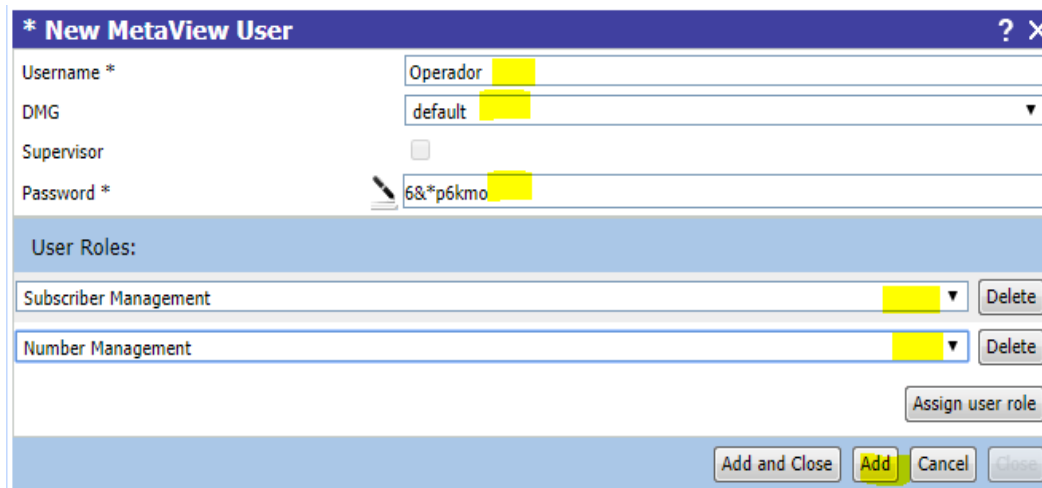 * New MetaView User ? X
Username * Operador
DMG default
Supervisor
Password * 6&*p6kmo
User Roles:
Subscriber Management Delete
Number Management Delete
Assign user role
Add and Close Add Cancel Close